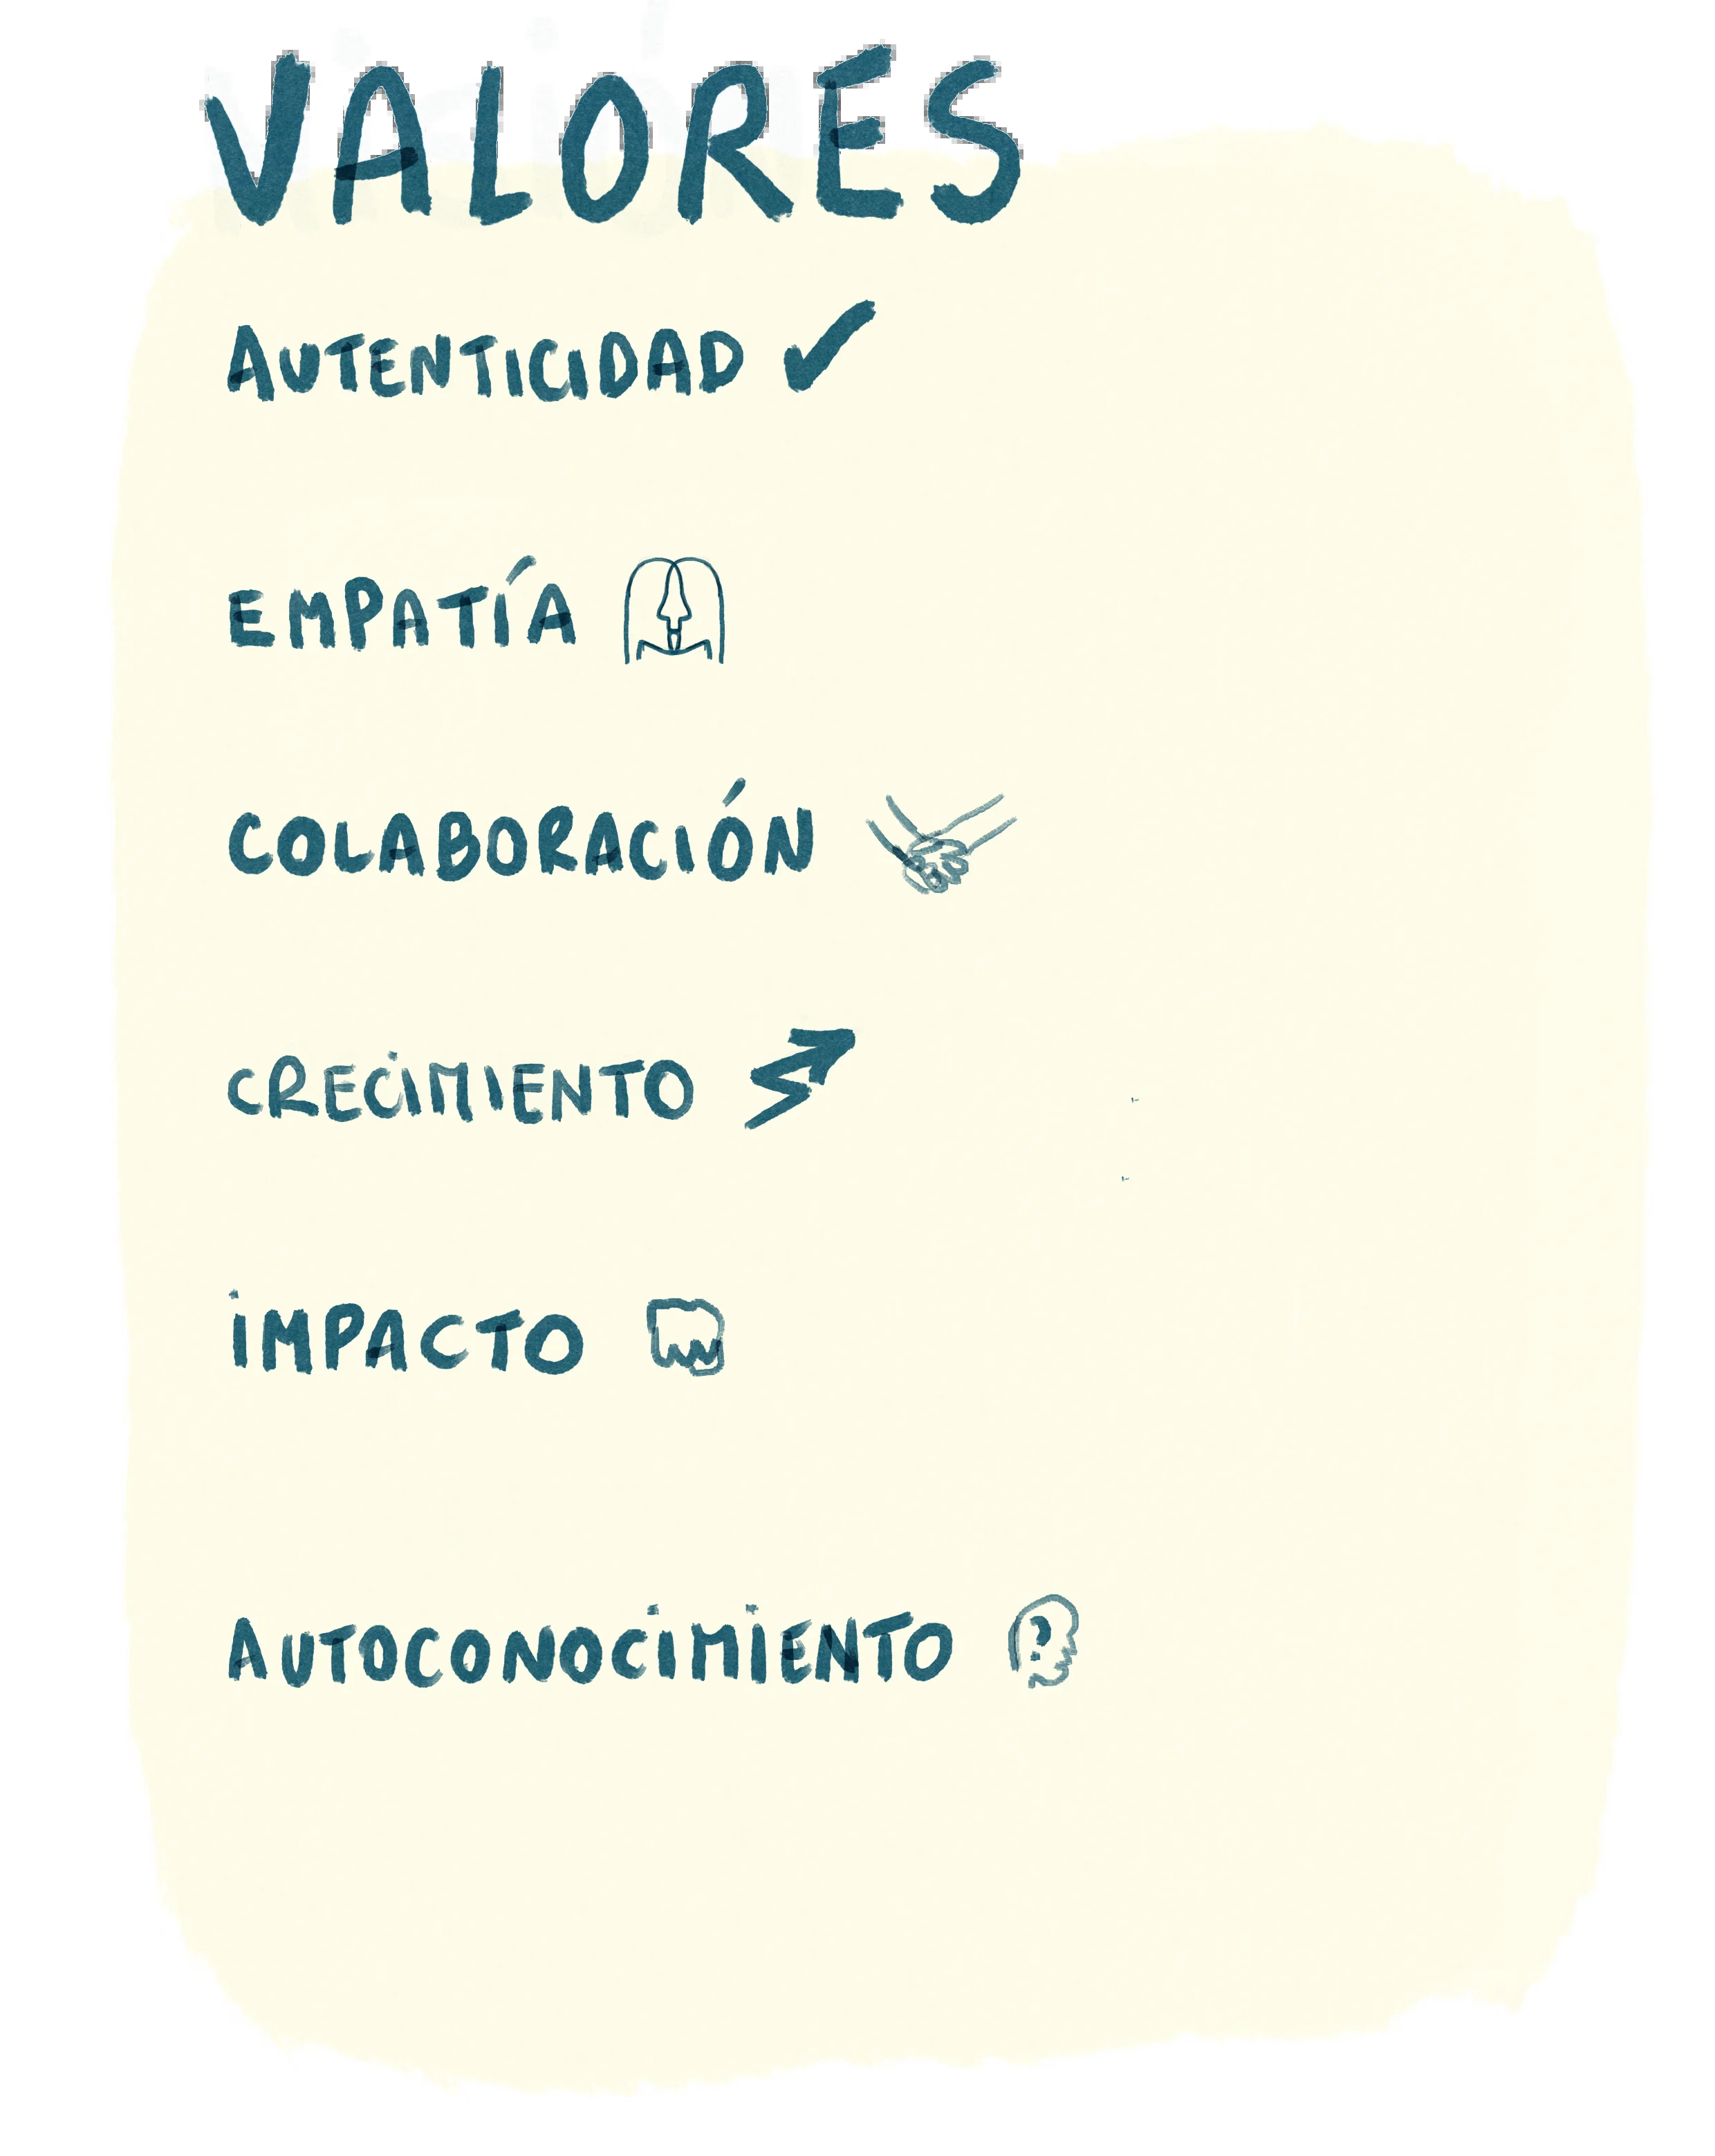 VALORES
AUTENTICIDAD ✓
EMPATÍA
COLABORACIÓN
CRECIMIENTO
IMPACTO
AUTOCONOCIMIENTO